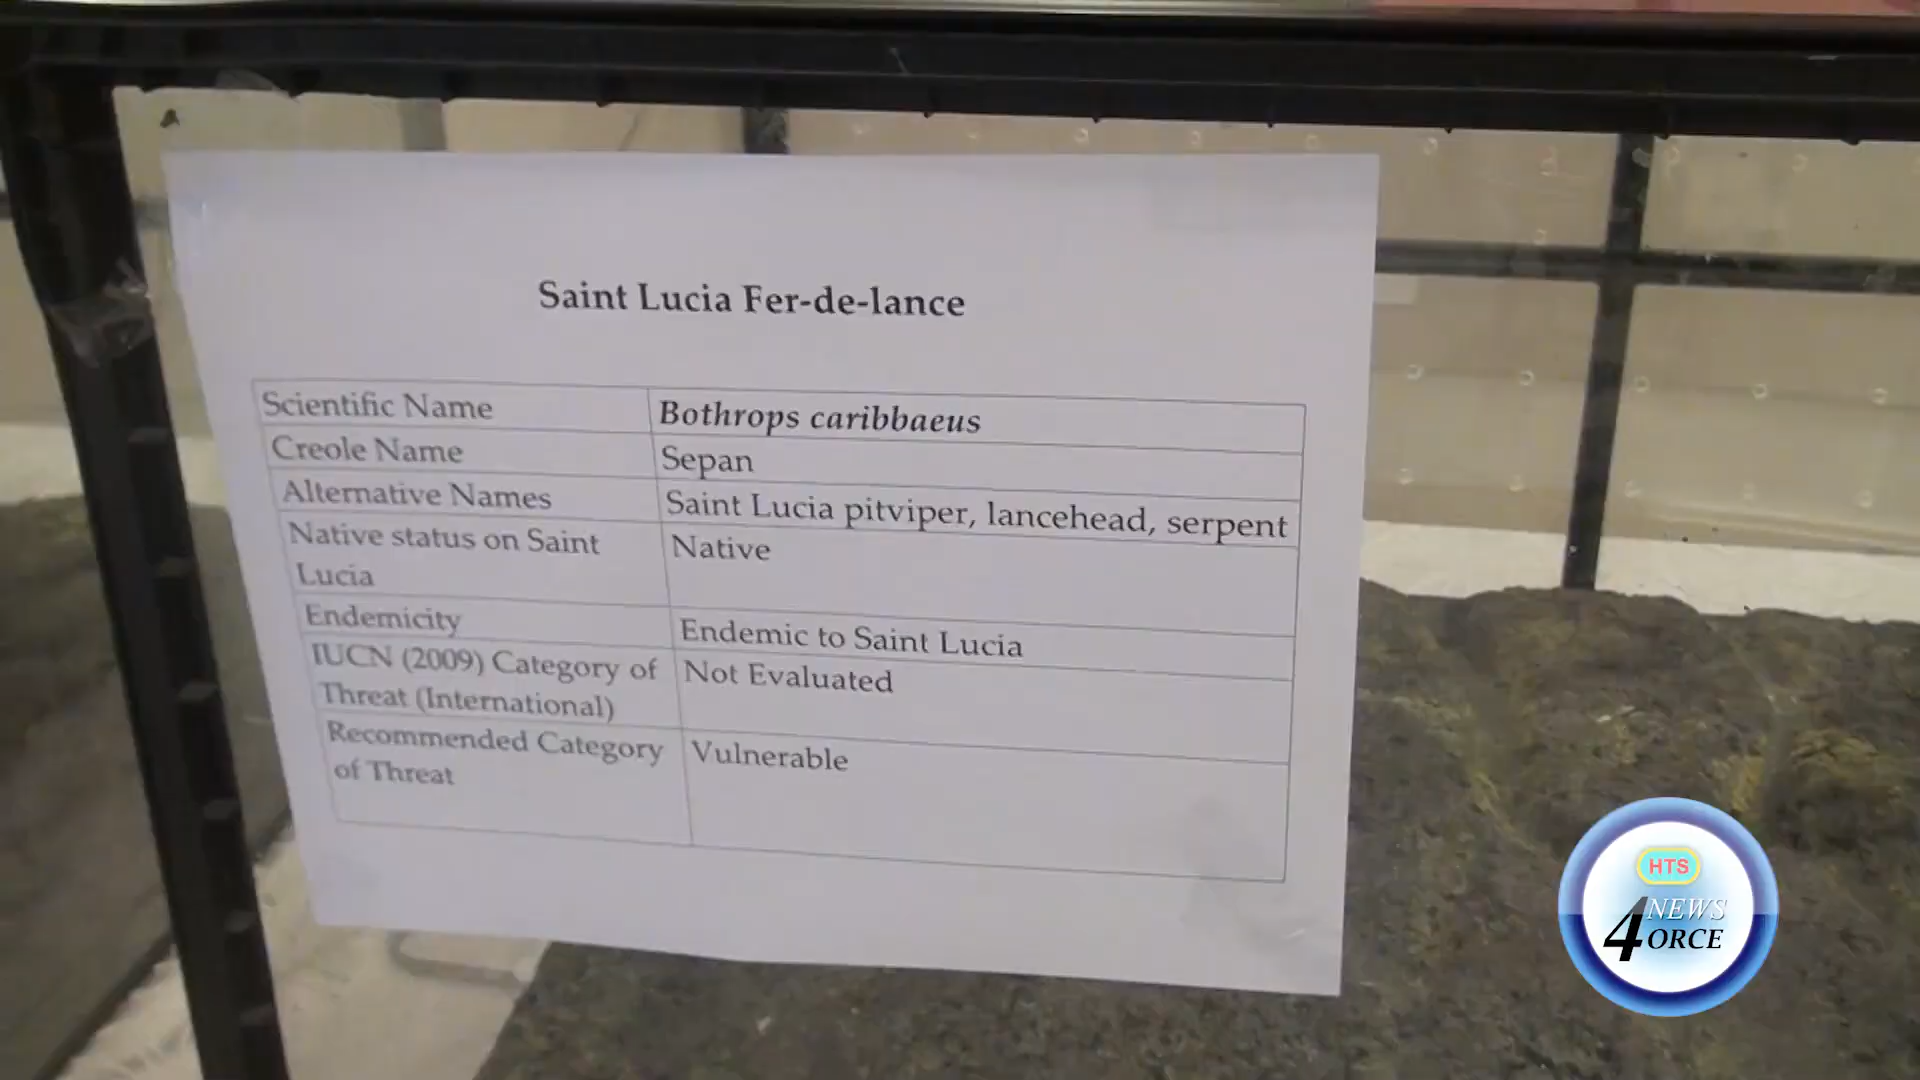 Saint Lucia Fer-de-lance
Scientific Name Bothrops caribbaeus
Creole Name Sepan
Alternative Names Saint Lucia pitviper, lancehead, serpent
Native status on Saint Native
Lucia
Endemicity Endemic to Saint Lucia
IUCN (2009) Category of Not Evaluated
Threat (International)
Recommended Category Vulnerable
of Threat
HTS
NEWS
4ORCE